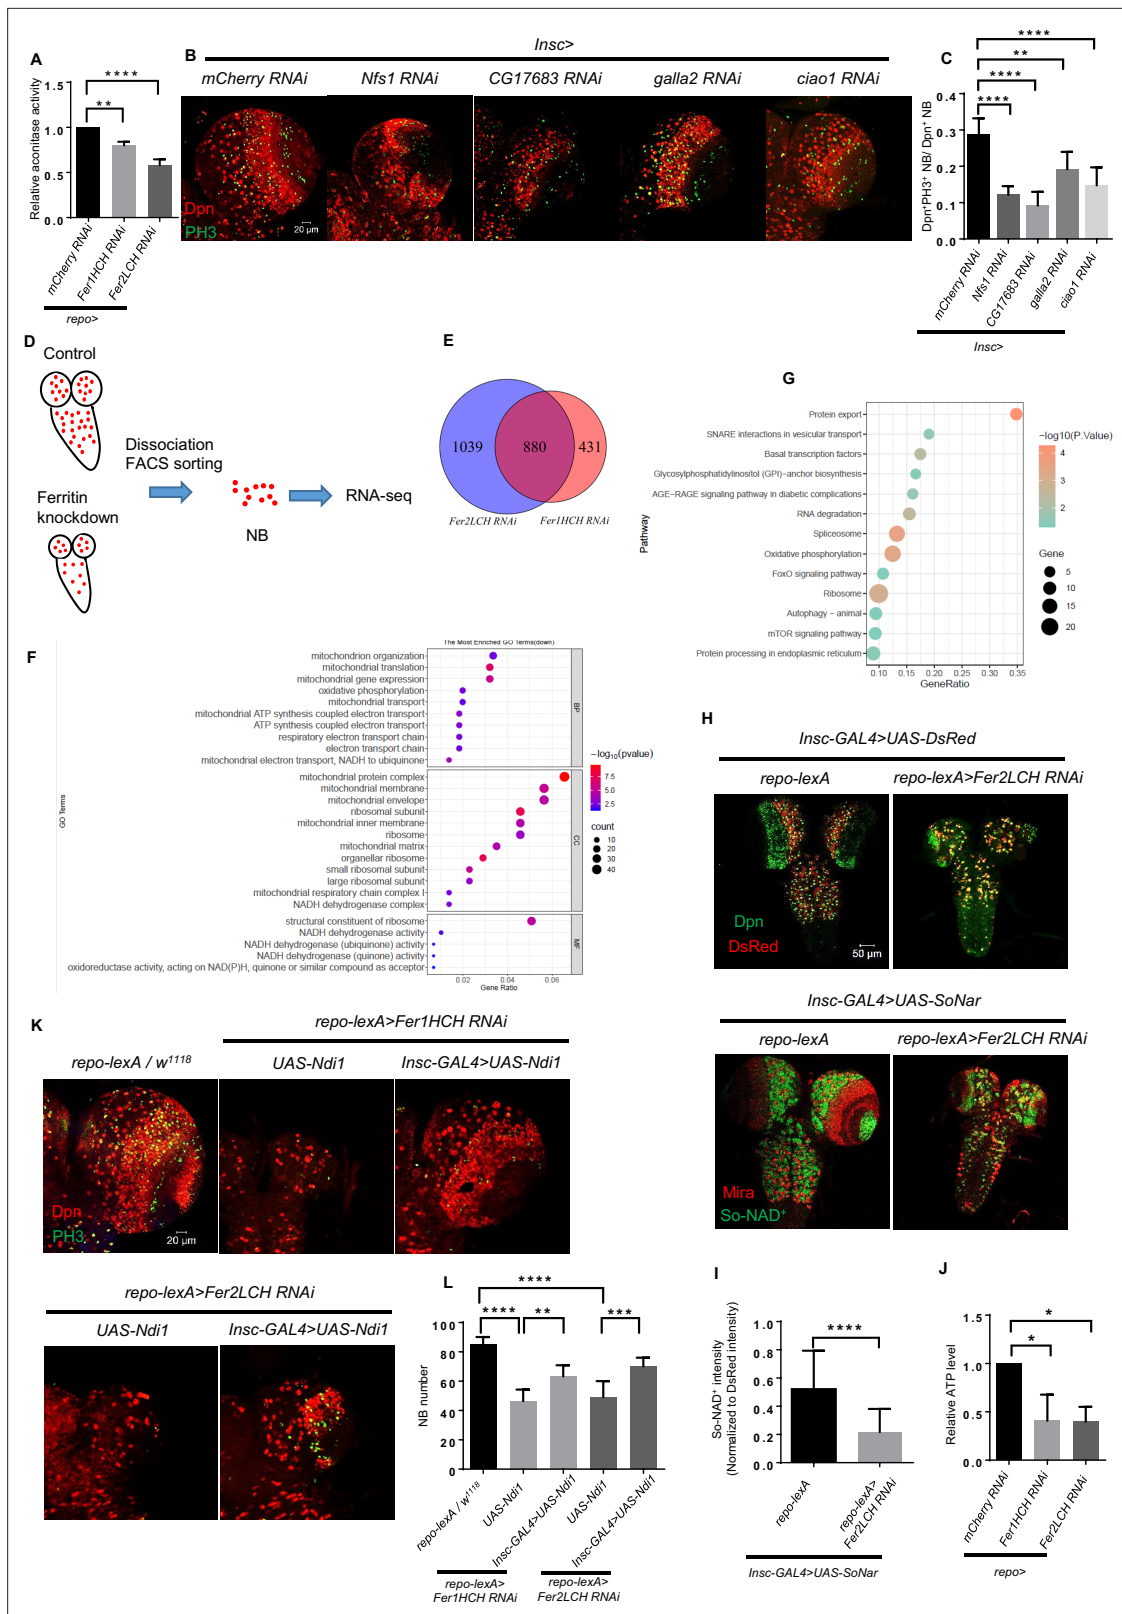 A
Relative aconitase activity
1.5
1.0
0.5
0.0
**
****
mCherry RNAi
Fer1HCH RNAi
Fer2LCH RNAi
repo>
B
Insc>
mCherry RNAi
Nfs1 RNAi
CG17683 RNAi
galla2 RNAi
ciao1 RNAi
Dpn
PH3
20 µm
C
****
**
****
****
Dpn⁺PH3⁺ NB/ Dpn⁺ NB
0.4
0.3
0.2
0.1
0.0
mCherry RNAi
Nfs1 RNAi
CG17683 RNAi
galla2 RNAi
ciao1 RNAi
Insc>
D
Control
Ferritin
knockdown
Dissociation
FACS sorting
NB
RNA-seq
E
1039
880
431
Fer2LCH RNAi
Fer1HCH RNAi
G
Pathway
Protein export
SNARE interactions in vesicular transport
Basal transcription factors
Glycosylphosphatidylinositol (GPI)-anchor biosynthesis
AGE-RAGE signaling pathway in diabetic complications
RNA degradation
Spliceosome
Oxidative phosphorylation
FoxO signaling pathway
Ribosome
Autophagy - animal
mTOR signaling pathway
Protein processing in endoplasmic reticulum
0.10 0.15 0.20 0.25 0.30 0.35
GeneRatio
-log10(P.Value)
4
3
2
Gene
5
10
15
20
F
The Most Enriched GO Terms(down)
GO Terms
mitochondrion organization
mitochondrial translation
mitochondrial gene expression
oxidative phosphorylation
mitochondrial transport
mitochondrial ATP synthesis coupled electron transport
ATP synthesis coupled electron transport
respiratory electron transport chain
electron transport chain
mitochondrial electron transport, NADH to ubiquinone
BP
mitochondrial protein complex
mitochondrial membrane
mitochondrial envelope
ribosomal subunit
mitochondrial inner membrane
ribosome
mitochondrial matrix
organellar ribosome
small ribosomal subunit
large ribosomal subunit
mitochondrial respiratory chain complex I
NADH dehydrogenase complex
CC
structural constituent of ribosome
NADH dehydrogenase activity
NADH dehydrogenase (ubiquinone) activity
NADH dehydrogenase (quinone) activity
oxidoreductase activity, acting on NAD(P)H, quinone or similar compound as acceptor
MF
0.02 0.04 0.06
Gene Ratio
-log₁₀(pvalue)
7.5
5.0
2.5
count
10
20
30
40
H
Insc-GAL4>UAS-DsRed
repo-lexA
repo-lexA>Fer2LCH RNAi
Dpn
DsRed
50 µm
Insc-GAL4>UAS-SoNar
repo-lexA
repo-lexA>Fer2LCH RNAi
Mira
So-NAD⁺
K
repo-lexA>Fer1HCH RNAi
repo-lexA / w¹¹¹⁸
UAS-Ndi1
Insc-GAL4>UAS-Ndi1
Dpn
PH3
20 µm
repo-lexA>Fer2LCH RNAi
UAS-Ndi1
Insc-GAL4>UAS-Ndi1
L
****
****
**
***
NB number
100
80
60
40
20
0
repo-lexA / w¹¹¹⁸
UAS-Ndi1
Insc-GAL4>UAS-Ndi1
UAS-Ndi1
Insc-GAL4>UAS-Ndi1
repo-lexA>
Fer1HCH RNAi
repo-lexA>
Fer2LCH RNAi
I
So-NAD⁺ intensity
(Normalized to DsRed intensity)
1.0
0.8
0.6
0.4
0.2
0.0
****
repo-lexA
repo-lexA>
Fer2LCH RNAi
Insc-GAL4>UAS-SoNar
J
Relative ATP level
1.5
1.0
0.5
0.0
*
*
mCherry RNAi
Fer1HCH RNAi
Fer2LCH RNAi
repo>